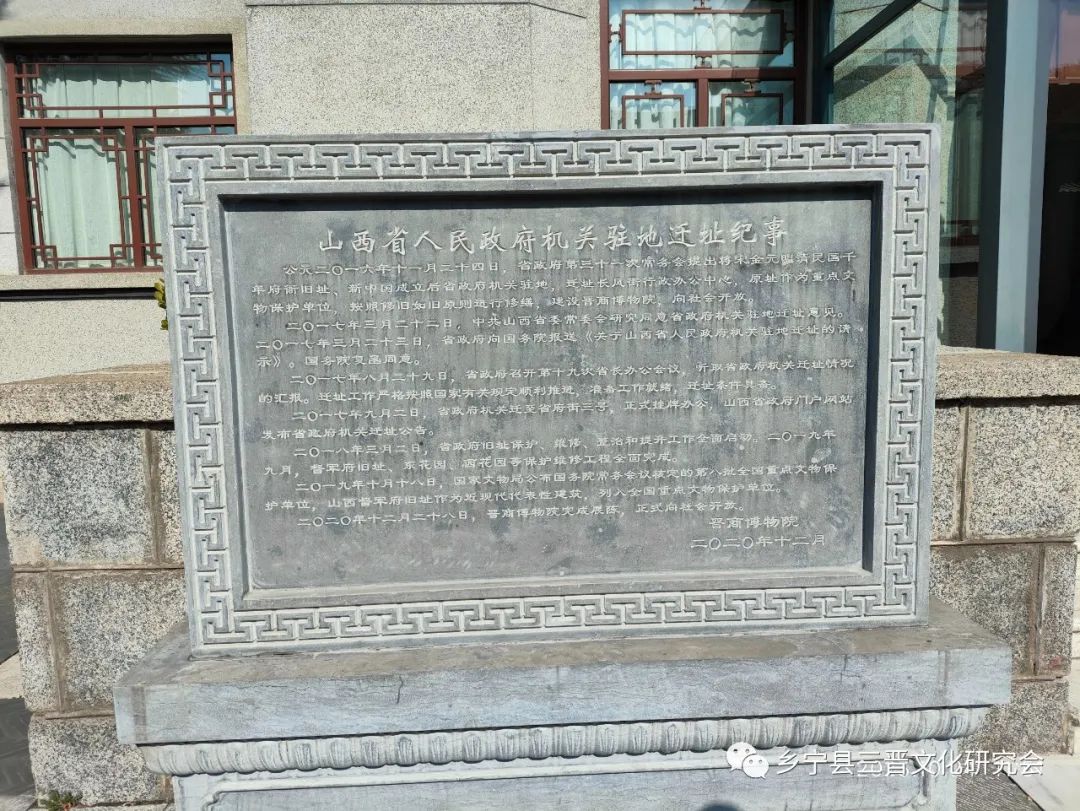 山西省人民政府机关驻地迁址纪事
公元二〇一六年十一月二十四日，省政府第三十一次常务会提出将宋金元明清民国千
年府衙旧址、新中国成立后省政府机关驻地，迁址长风街行政办公中心，原址作为重点文
物保护单位，按照修旧如旧原则进行修缮，建设晋商博物院，向社会开放。
二〇一七年三月二十二日，中共山西省委常委会研究同意省政府机关驻地迁址意见。
二〇一七年三月二十三日，省政府向国务院报送《关于山西省人民政府机关驻地迁址的请
示》。国务院复函同意。
二〇一七年八月二十九日，省政府召开第十九次省长办公会议，听取省政府机关迁址情况
的汇报。迁址工作严格按照国家有关规定顺利推进，准备工作就绪，迁址条件具备。
二〇一七年九月二日，省政府机关迁至省府街三号，正式挂牌办公，山西省政府门户网站
发布省政府机关迁址公告。
二〇一八年三月二日，省政府旧址保护、维修、整治和提升工作全面启动。二〇一九年
九月，督军府旧址、东花园、西花园等保护维修工程全面完成。
二〇一九年十月十八日，国家文物局公布国务院常务会议核定的第八批全国重点文物保
护单位，山西督军府旧址作为近现代代表性建筑，列入全国重点文物保护单位。
二〇二〇年十二月二十八日，晋商博物院完成展陈，正式向社会开放。
晋商博物院
二〇二〇年十二月
乡宁县云晋文化研究会